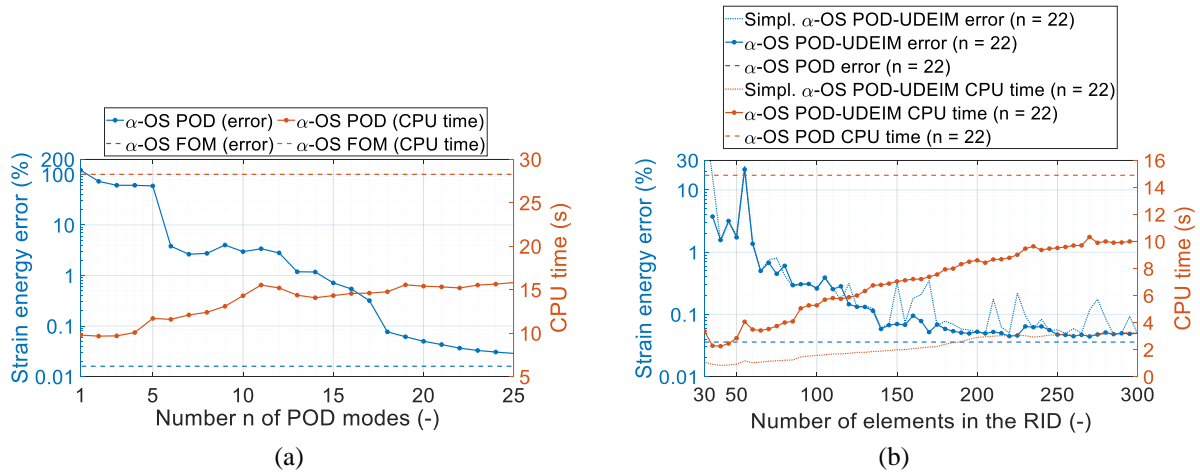 α-OS POD (error)
α-OS POD (CPU time)
α-OS FOM (error)
α-OS FOM (CPU time)
Strain energy error (%)
200
100
10
1
0.1
0.01
30
25
20
15
10
5
CPU time (s)
1
5
10
15
20
25
Number n of POD modes (-)
(a)
Simpl. α-OS POD-UDEIM error (n = 22)
α-OS POD-UDEIM error (n = 22)
α-OS POD error (n = 22)
Simpl. α-OS POD-UDEIM CPU time (n = 22)
α-OS POD-UDEIM CPU time (n = 22)
α-OS POD CPU time (n = 22)
Strain energy error (%)
30
10
1
0.1
0.01
16
14
12
10
8
6
4
2
0
CPU time (s)
30
50
100
150
200
250
300
Number of elements in the RID (-)
(b)